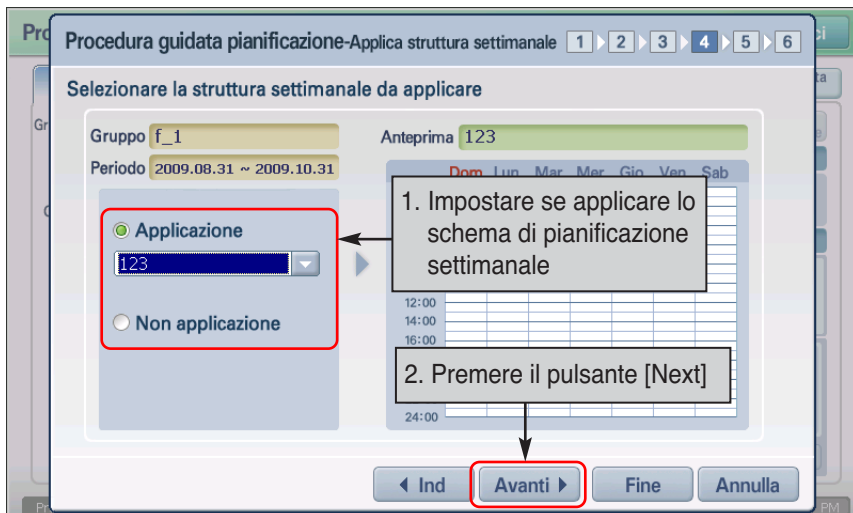 Procedura guidata pianificazione-Applica struttura settimanale 1 2 3 4 5 6
Selezionare la struttura settimanale da applicare
Gruppo f_1
Anteprima 123
Periodo 2009.08.31 ~ 2009.10.31
Dom Lun Mar Mer Gio Ven Sab
Applicazione
123
Non applicazione
1. Impostare se applicare lo
schema di pianificazione
settimanale
12:00
14:00
16:00
2. Premere il pulsante [Next]
24:00
Ind
Avanti
Fine
Annulla
PM